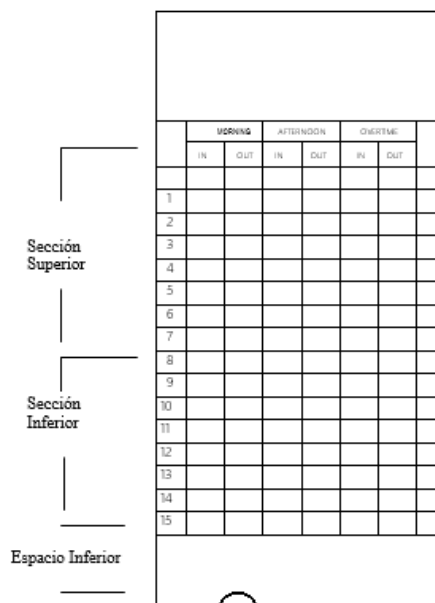 MORNING AFTERNOON OVERTIME
IN OUT IN OUT IN OUT
1
2
3
4
5
6
7
8
9
10
11
12
13
14
15
Sección
Superior
Sección
Inferior
Espacio Inferior